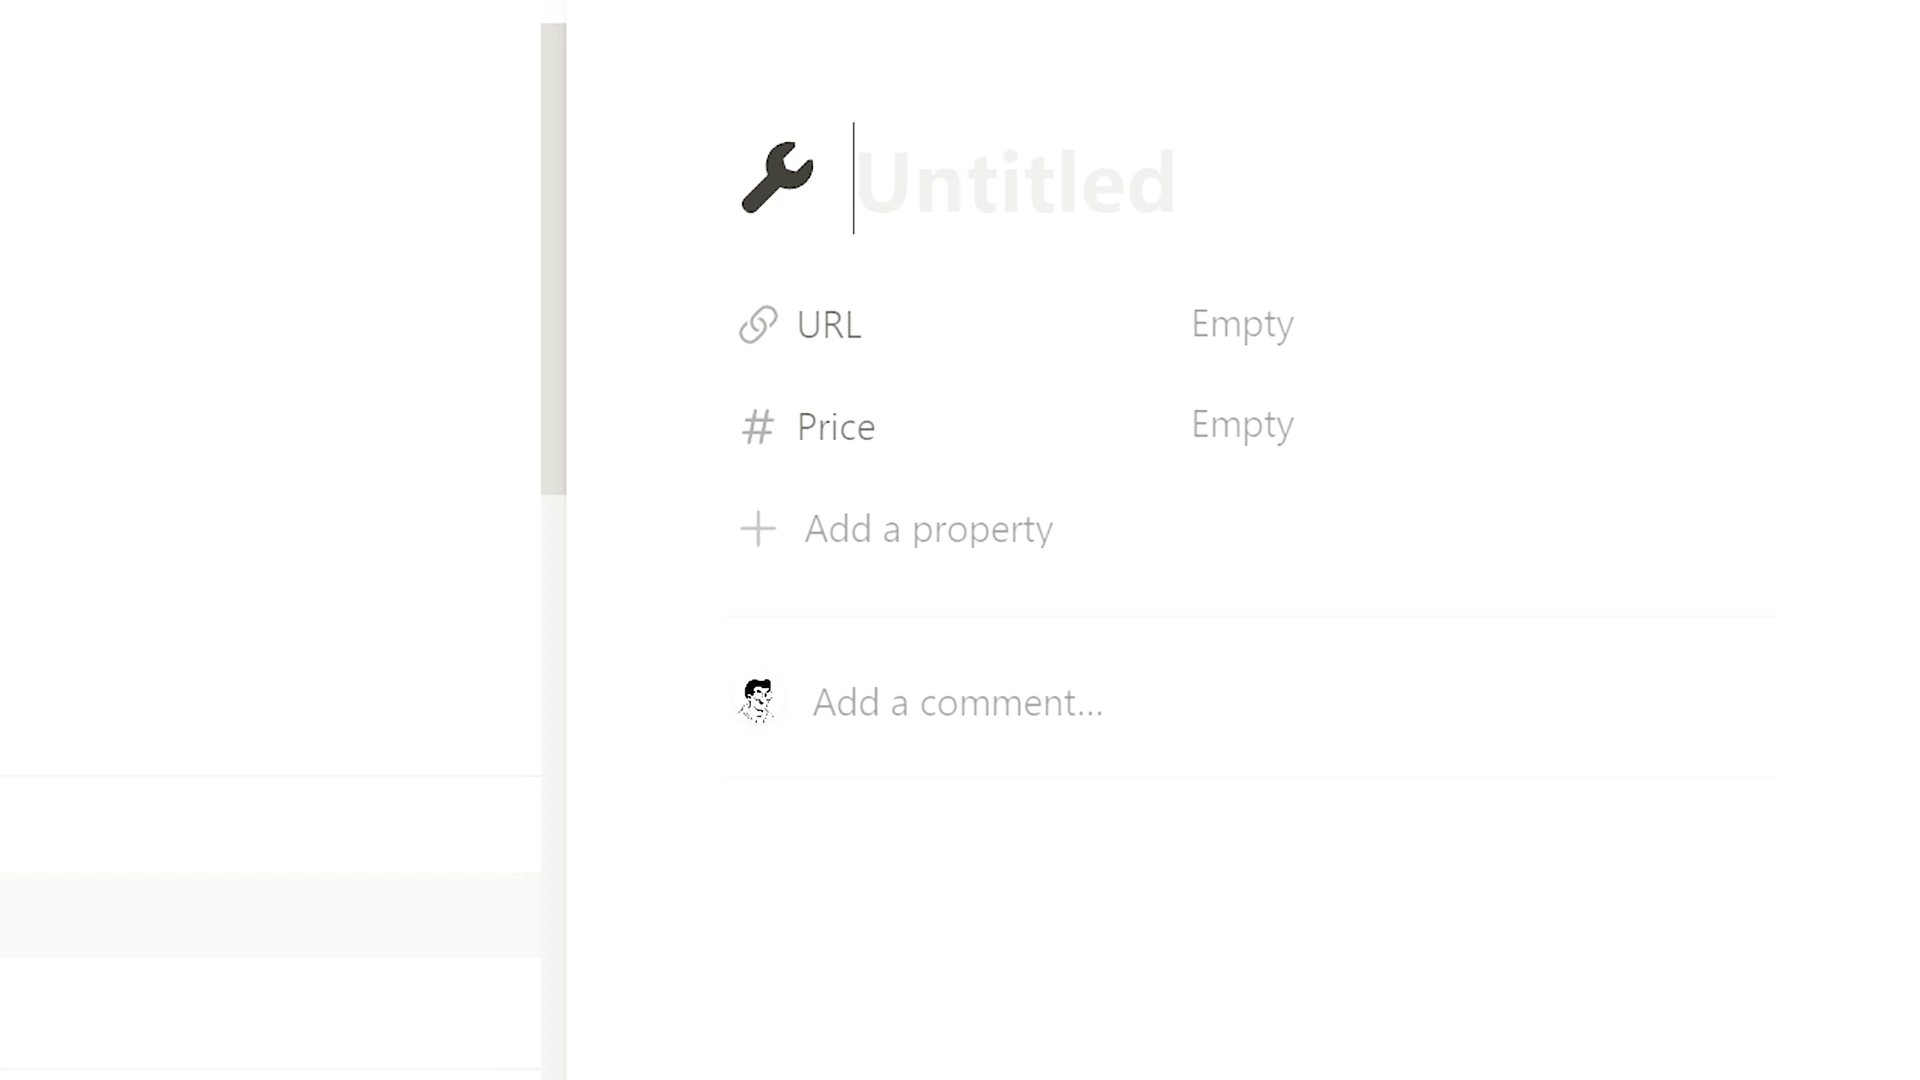 Untitled
URL Empty
# Price Empty
+ Add a property
Add a comment...